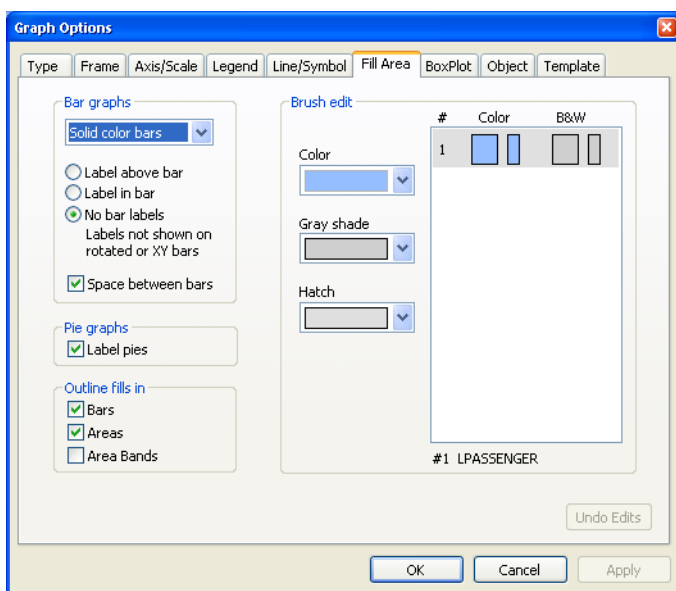 Graph Options
Type Frame Axis/Scale Legend Line/Symbol Fill Area BoxPlot Object Template
Bar graphs
Solid color bars
Label above bar
Label in bar
No bar labels
Labels not shown on
rotated or XY bars
Space between bars
Pie graphs
Label pies
Outline fills in
Bars
Areas
Area Bands
Brush edit
Color
Gray shade
Hatch
# Color B&W
1
#1 LPASSENGER
Undo Edits
OK Cancel Apply